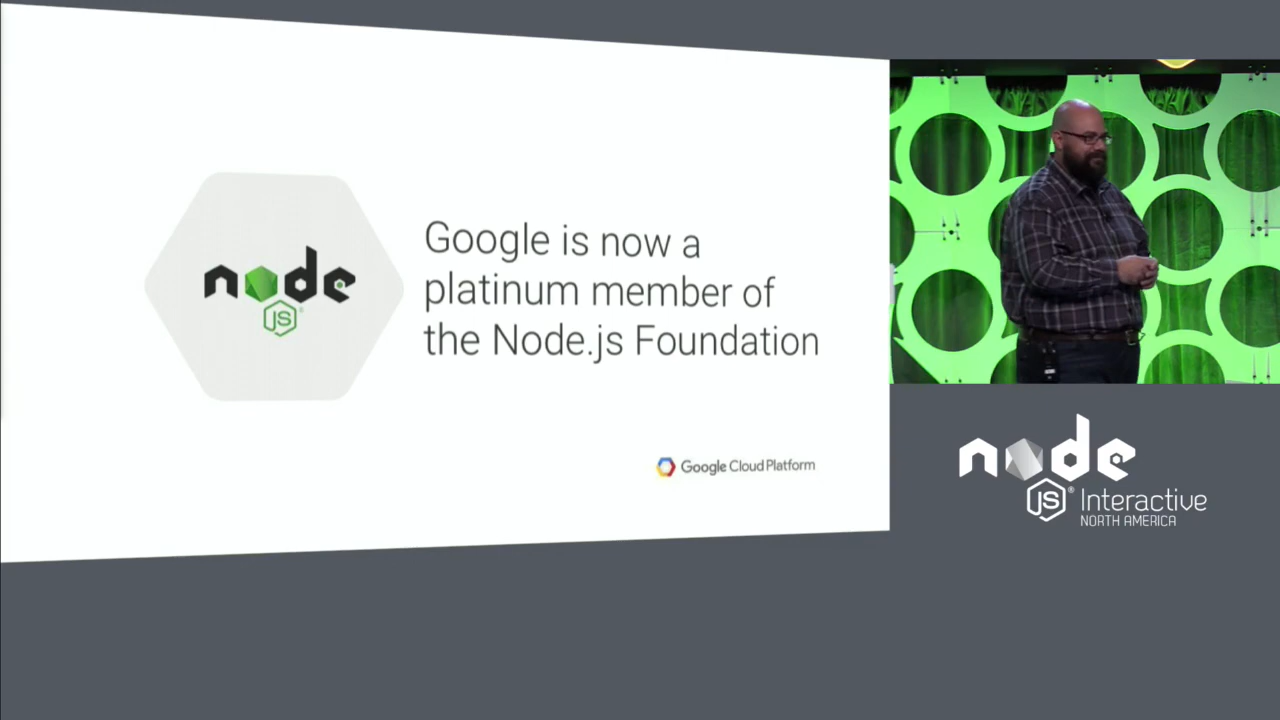 node
JS
Google is now a
platinum member of
the Node.js Foundation
Google Cloud Platform
node
JS Interactive
NORTH AMERICA